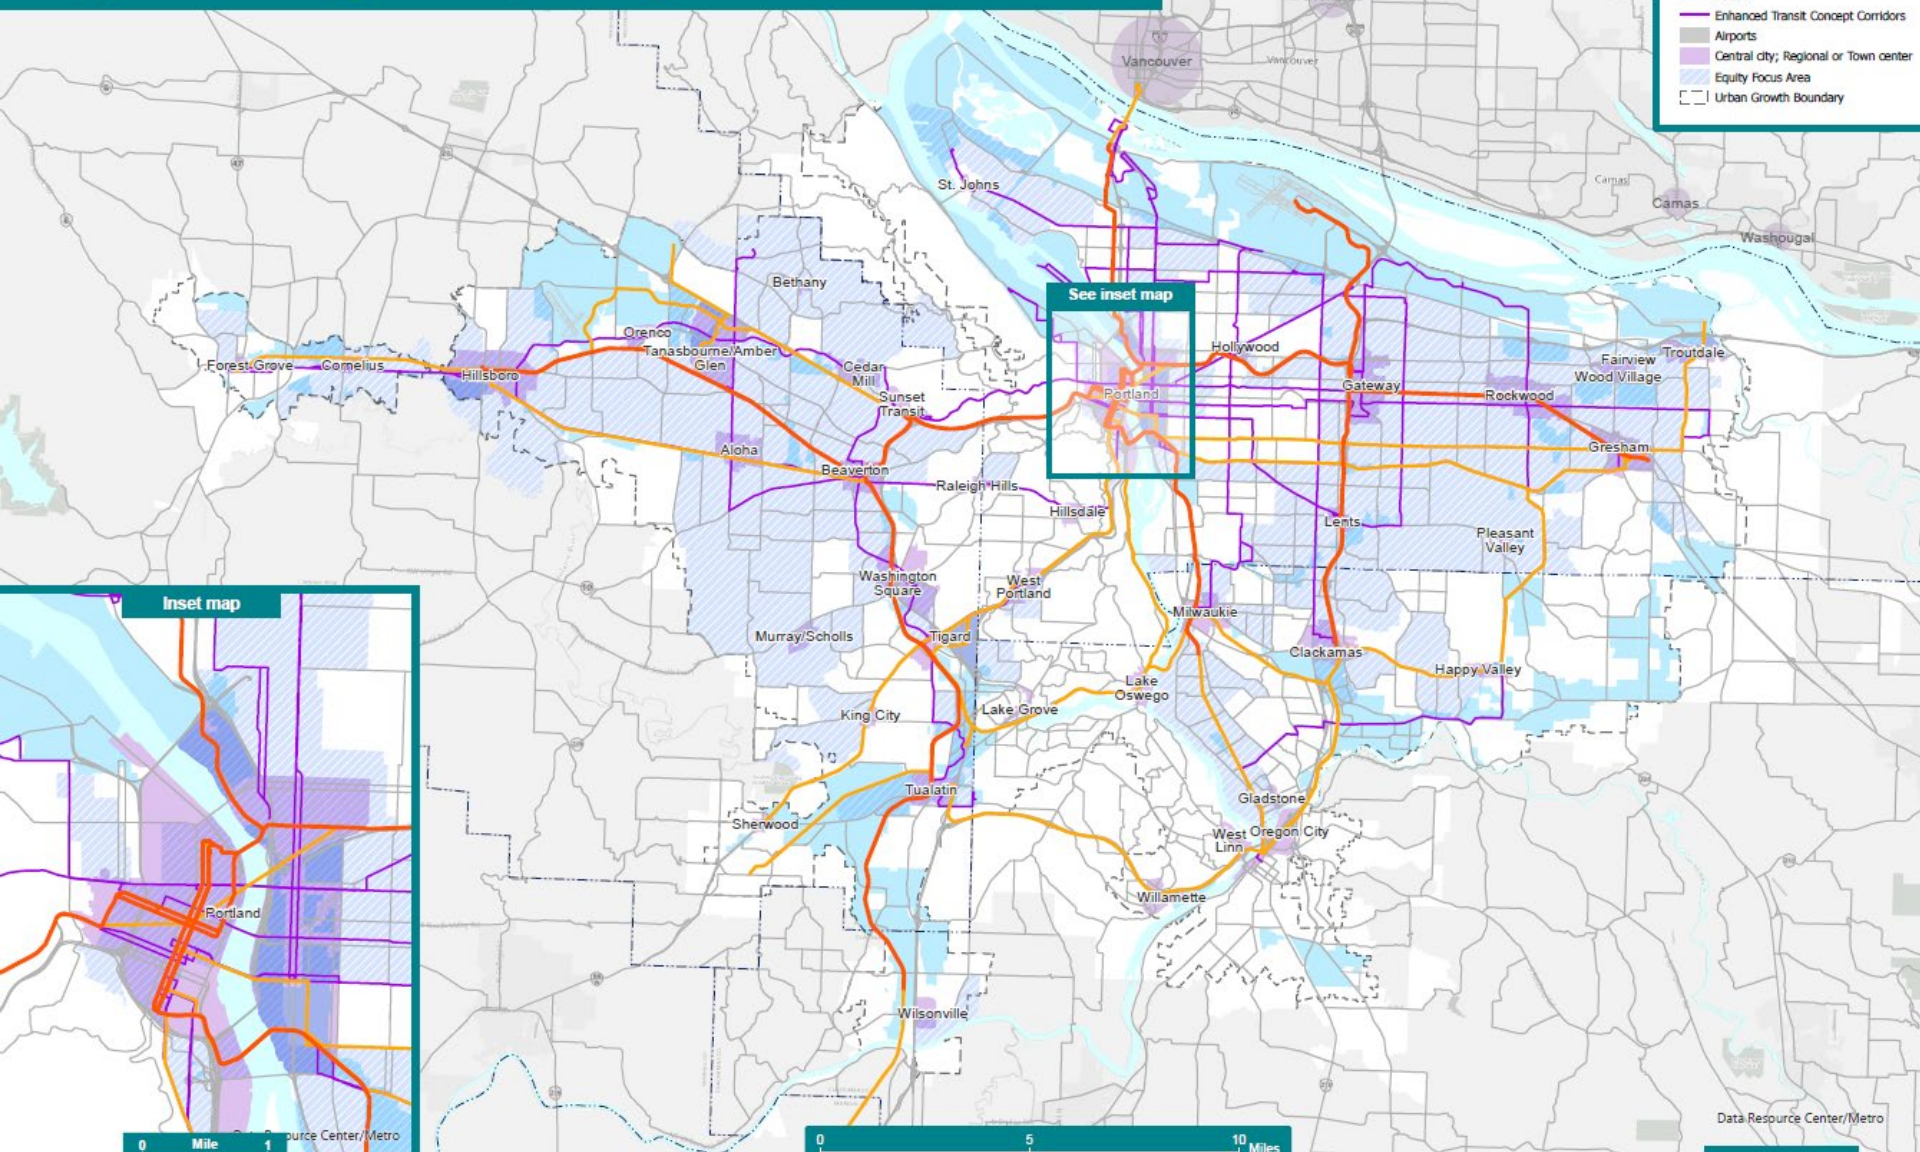 Enhanced Transit Concept Corridors
Airports
Central city; Regional or Town center
Equity Focus Area
Urban Growth Boundary
Vancouver
Vancouver
Camas
Camas
Washougal
St. Johns
Bethany
See inset map
Orenco
Tanasbourne/Amber
Glen
Forest Grove
Cornelius
Hillsboro
Cedar
Mill
Sunset
Transit
Hollywood
Portland
Gateway
Fairview
Wood Village
Troutdale
Rockwood
Gresham
Aloha
Beaverton
Raleigh Hills
Hillsdale
Lents
Pleasant
Valley
Washington
Square
West
Portland
Milwaukie
Murray/Scholls
Tigard
Clackamas
Happy Valley
Lake
Oswego
King City
Lake Grove
Tualatin
Sherwood
Gladstone
West
Linn
Oregon City
Willamette
Wilsonville
Inset map
Portland
0 Mile 1
0 5 10 Miles
Data Resource Center/Metro